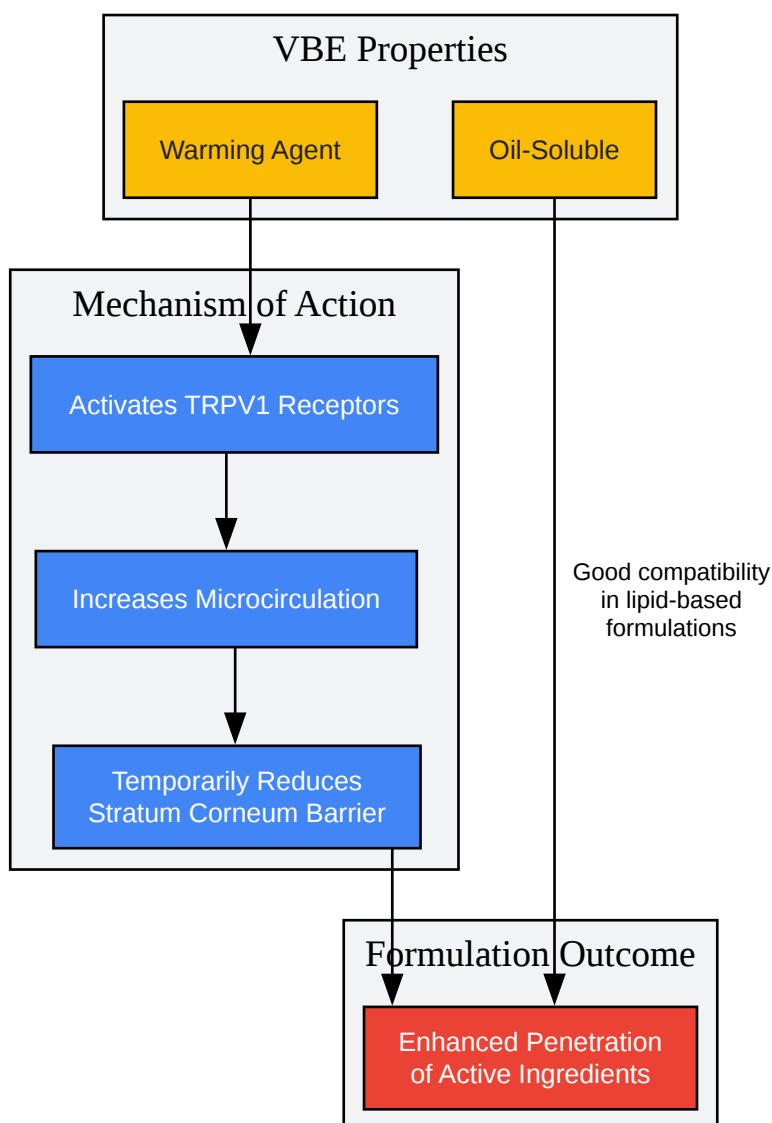 VBE Properties
Warming Agent
Oil-Soluble
Mechanism of Action
Activates TRPV1 Receptors
Increases Microcirculation
Good compatibility
in lipid-based
formulations
Temporarily Reduces
Stratum Corneum Barrier
Formulation Outcome
Enhanced Penetration
of Active Ingredients